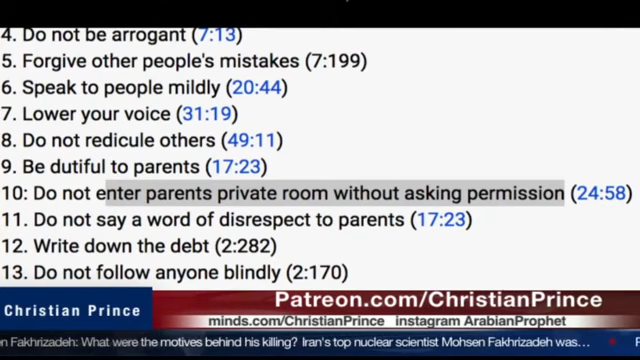 4. Do not be arrogant (7:13)
5. Forgive other people's mistakes (7:199)
6. Speak to people mildly (20:44)
7. Lower your voice (31:19)
8. Do not redicule others (49:11)
9. Be dutiful to parents (17:23)
10: Do not enter parents private room without asking permission (24:58)
11. Do not say a word of disrespect to parents (17:23)
12. Write down the debt (2:282)
13. Do not follow anyone blindly (2:170)
Christian Prince
Patreon.com/ChristianPrince
minds.com/ChristianPrince instagram ArabianProphet
en Fakhrizadeh: What were the motives behind his killing? Iran's top nuclear scientist Mohsen Fakhrizadeh was...